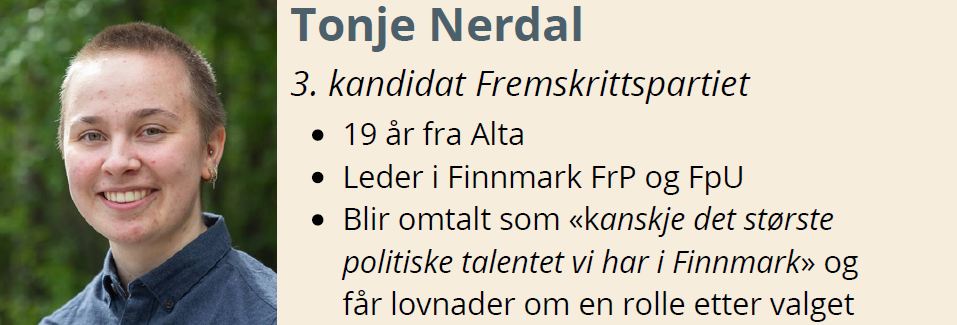 Tonje Nerdal
3. kandidat Fremskrittspartiet
• 19 år fra Alta
• Leder i Finnmark FrP og FpU
• Blir omtalt som «kanskje det største
politiske talentet vi har i Finnmark» og
får lovnader om en rolle etter valget